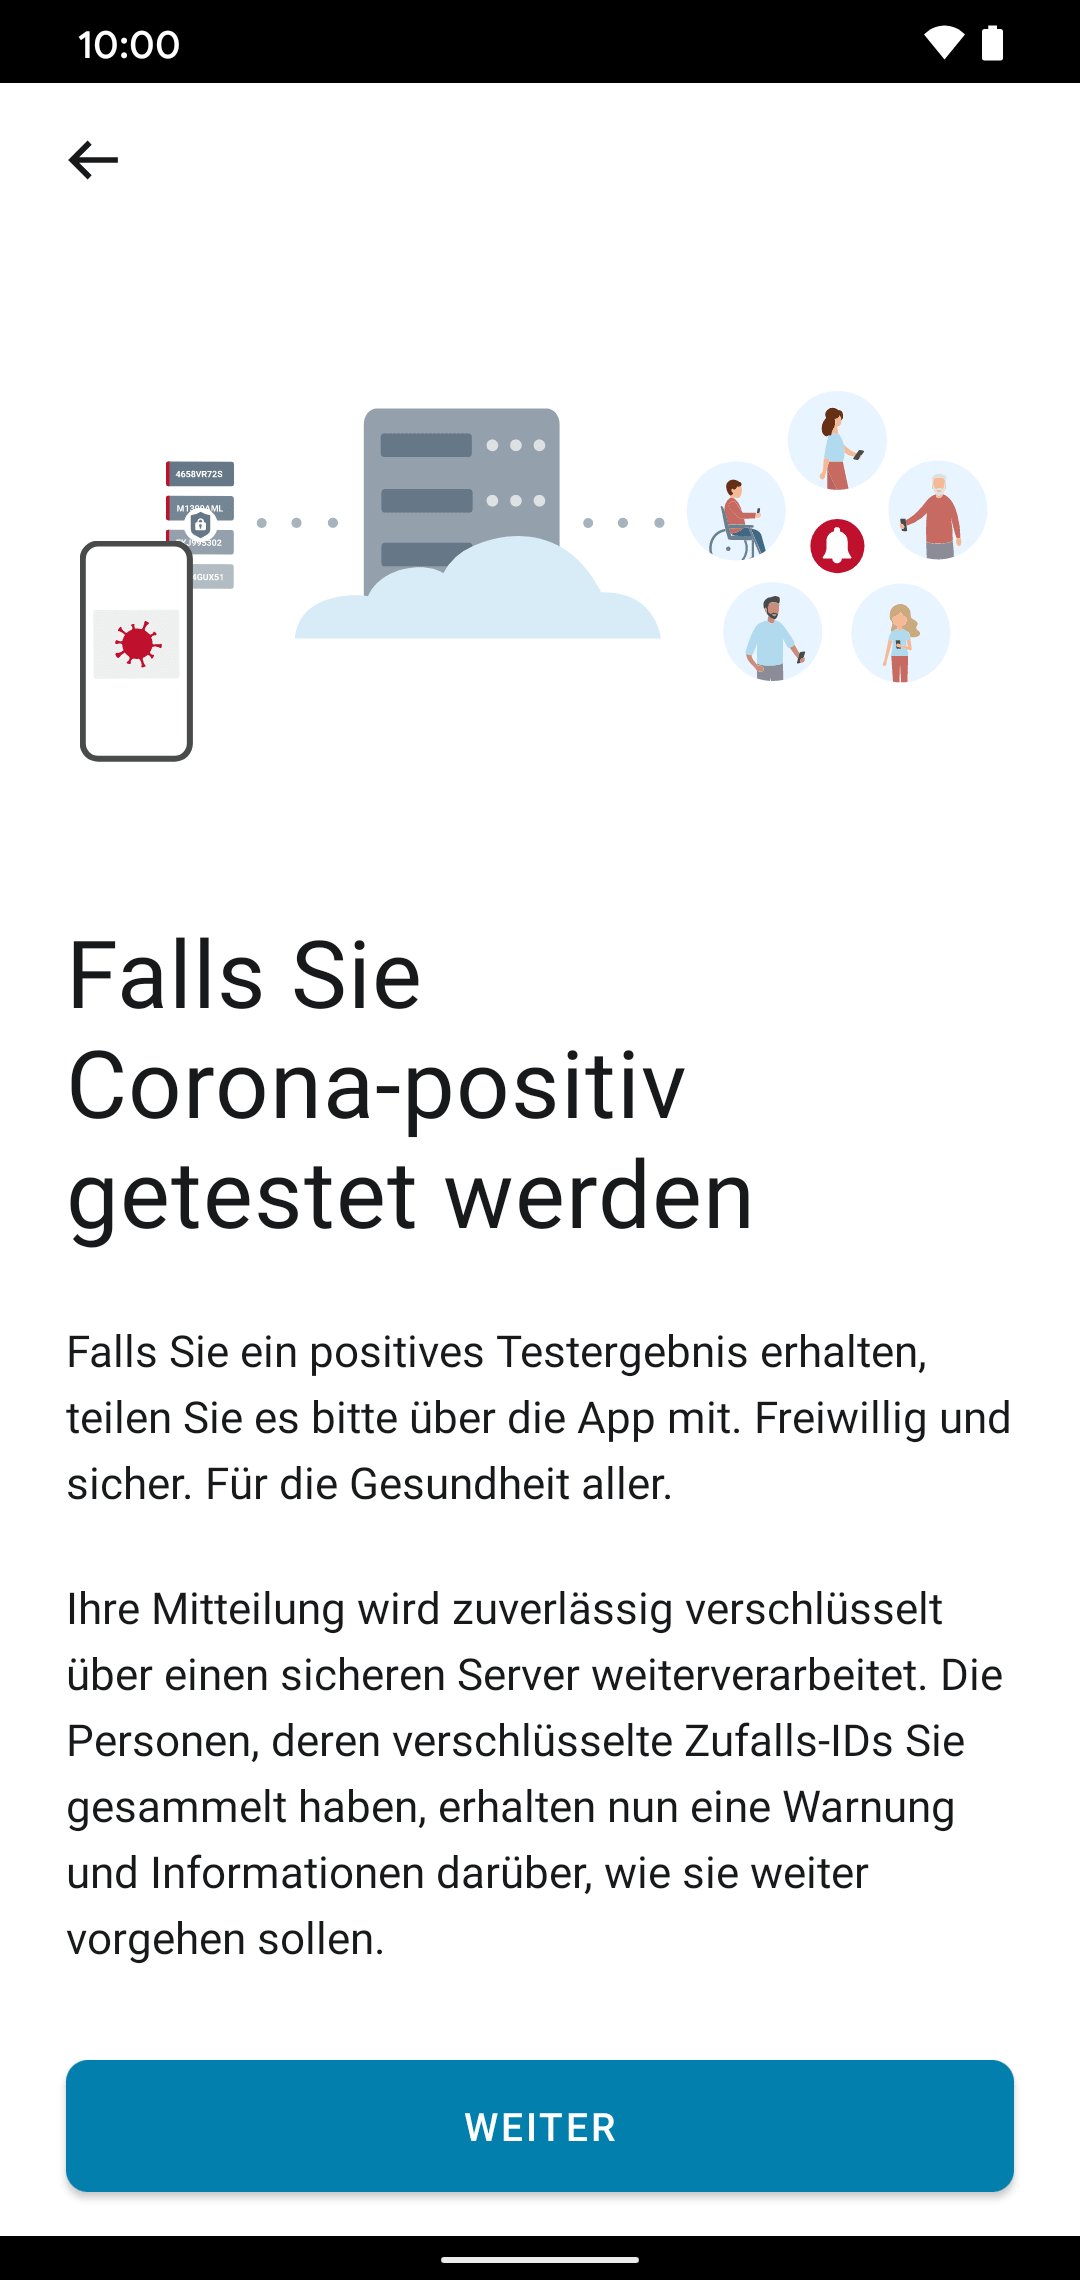 10:00
4658VR72S
GUX51
Falls Sie
Corona-positiv
getestet werden
Falls Sie ein positives Testergebnis erhalten,
teilen Sie es bitte über die App mit. Freiwillig und
sicher. Für die Gesundheit aller.
Ihre Mitteilung wird zuverlässig verschlüsselt
über einen sicheren Server weiterverarbeitet. Die
Personen, deren verschlüsselte Zufalls-IDs Sie
gesammelt haben, erhalten nun eine Warnung
und Informationen darüber, wie sie weiter
vorgehen sollen.
WEITER